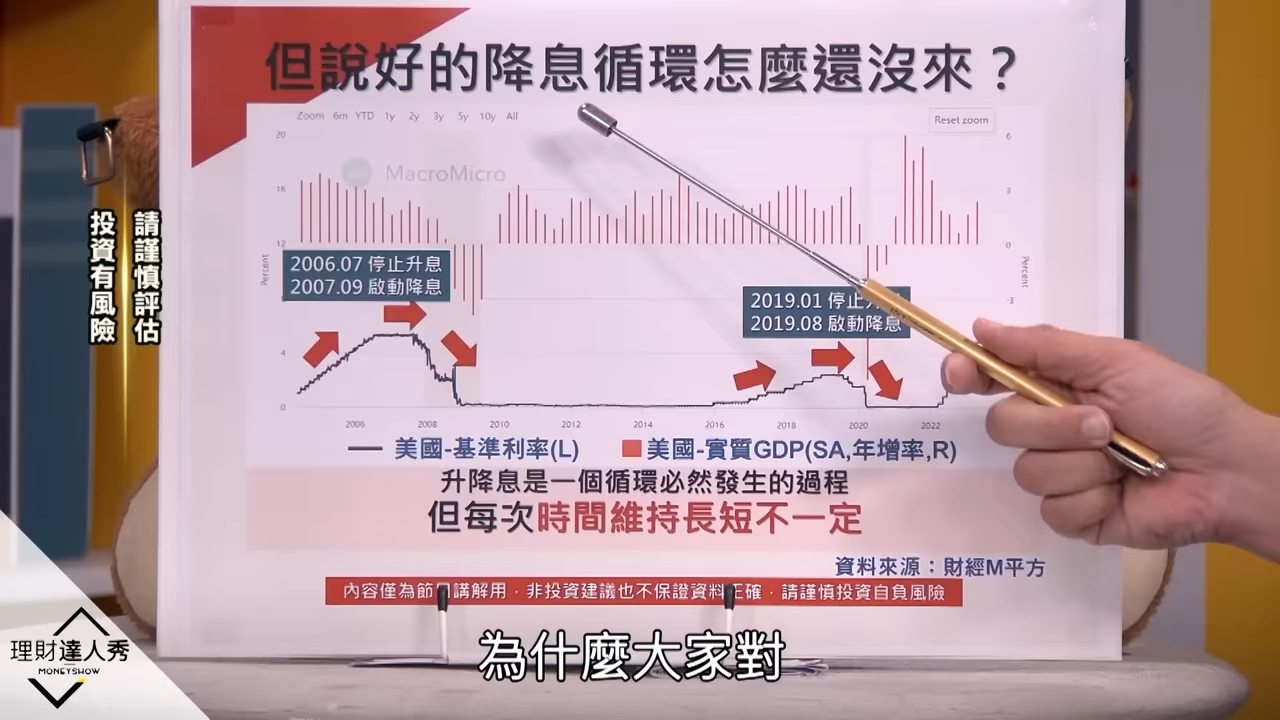 但說好的降息循環怎麼還沒來？
Zoom 6m YTD 1y 2y 3y 5y 10y All
Reset zoom
MacroMicro
20
16
12
4
0
Percent
6
3
0
3
Percent
2006.07 停止升息
2007.09 啟動降息
2019.01 停止
2019.08 啟動降息
2006 2008 2010 2012 2014 2016 2018 2020 2022
美國-基準利率(L) 美國-實質GDP(SA,年增率,R)
升降息是一個循環必然發生的過程
但每次時間維持長短不一定
資料來源：財經M平方
內容僅為節 講解用．非投資建議也不保證資料正確．請謹慎投資自負風險
請謹慎評估
投資有風險
理財達人秀
MONEYSHOW
為什麼大家對